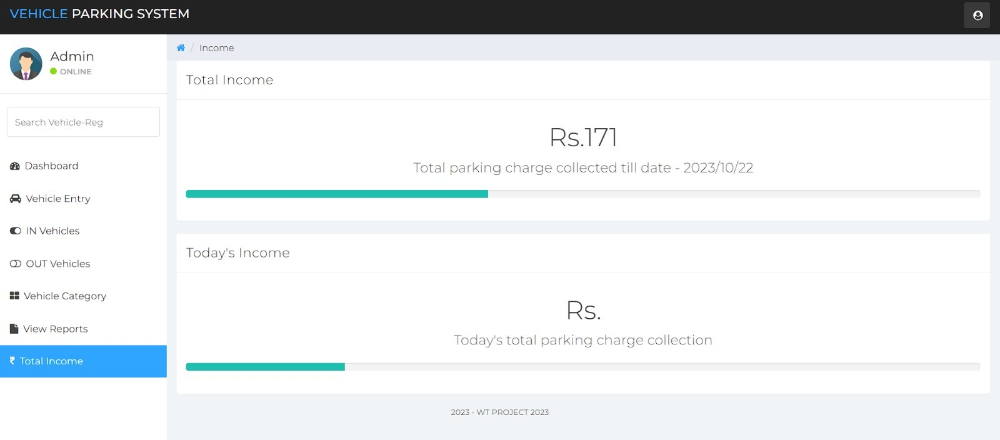 VEHICLE PARKING SYSTEM
Admin
ONLINE
Search Vehicle-Reg
Dashboard
Vehicle Entry
IN Vehicles
OUT Vehicles
Vehicle Category
View Reports
₹ Total Income
/ Income
Total Income
Rs.171
Total parking charge collected till date - 2023/10/22
Today's Income
Rs.
Today's total parking charge collection
2023 - WT PROJECT 2023